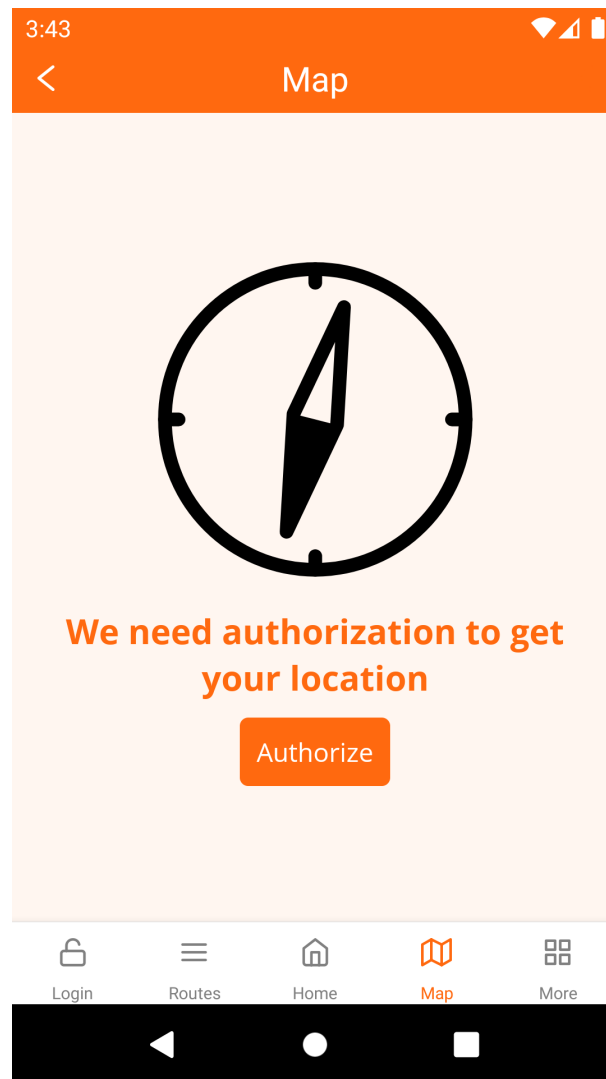 3:43
Map
We need authorization to get
your location
Authorize
Login Routes Home Map More